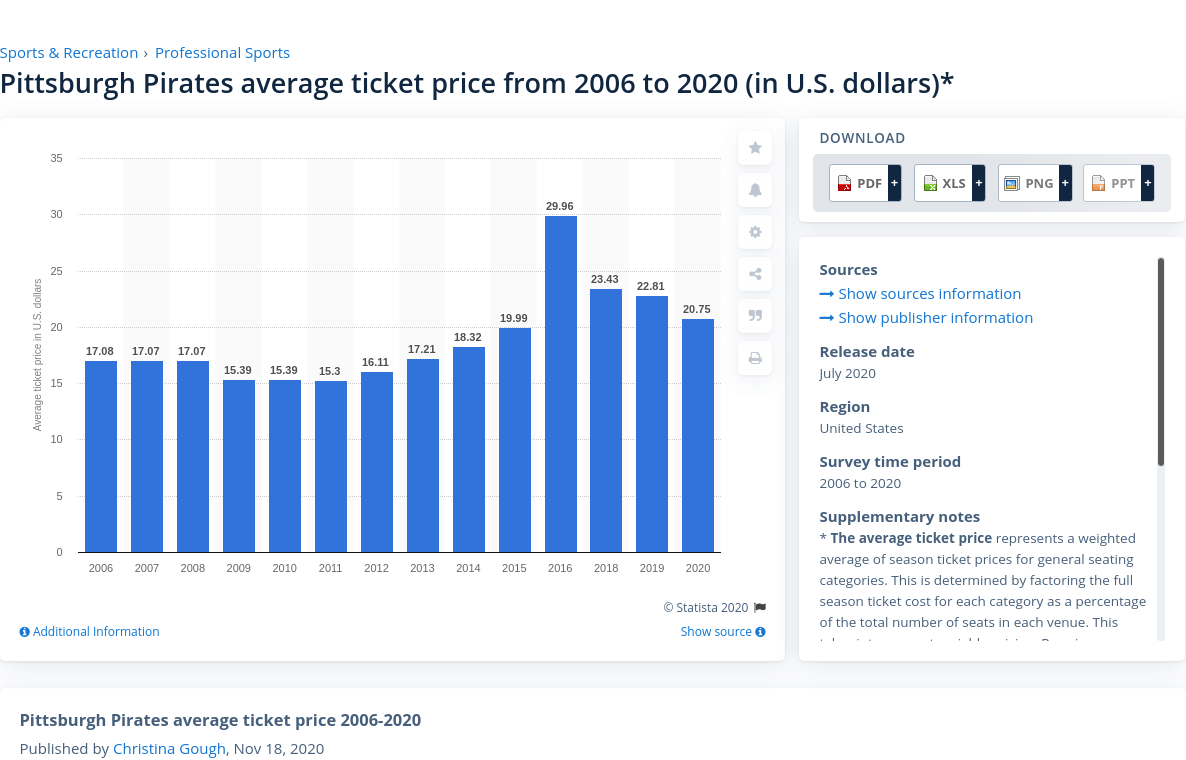 Sports & Recreation › Professional Sports
Pittsburgh Pirates average ticket price from 2006 to 2020 (in U.S. dollars)*
Average ticket price in U.S. dollars
35
30
25
20
15
10
5
0
17.08
17.07
17.07
15.39
15.39
15.3
16.11
17.21
18.32
19.99
29.96
23.43
22.81
20.75
2006 2007 2008 2009 2010 2011 2012 2013 2014 2015 2016 2018 2019 2020
© Statista 2020
Additional Information
Show source
DOWNLOAD
PDF + XLS + PNG + PPT +
Sources
Show sources information
Show publisher information
Release date
July 2020
Region
United States
Survey time period
2006 to 2020
Supplementary notes
* The average ticket price represents a weighted
average of season ticket prices for general seating
categories. This is determined by factoring the full
season ticket cost for each category as a percentage
of the total number of seats in each venue. This
Pittsburgh Pirates average ticket price 2006-2020
Published by Christina Gough, Nov 18, 2020